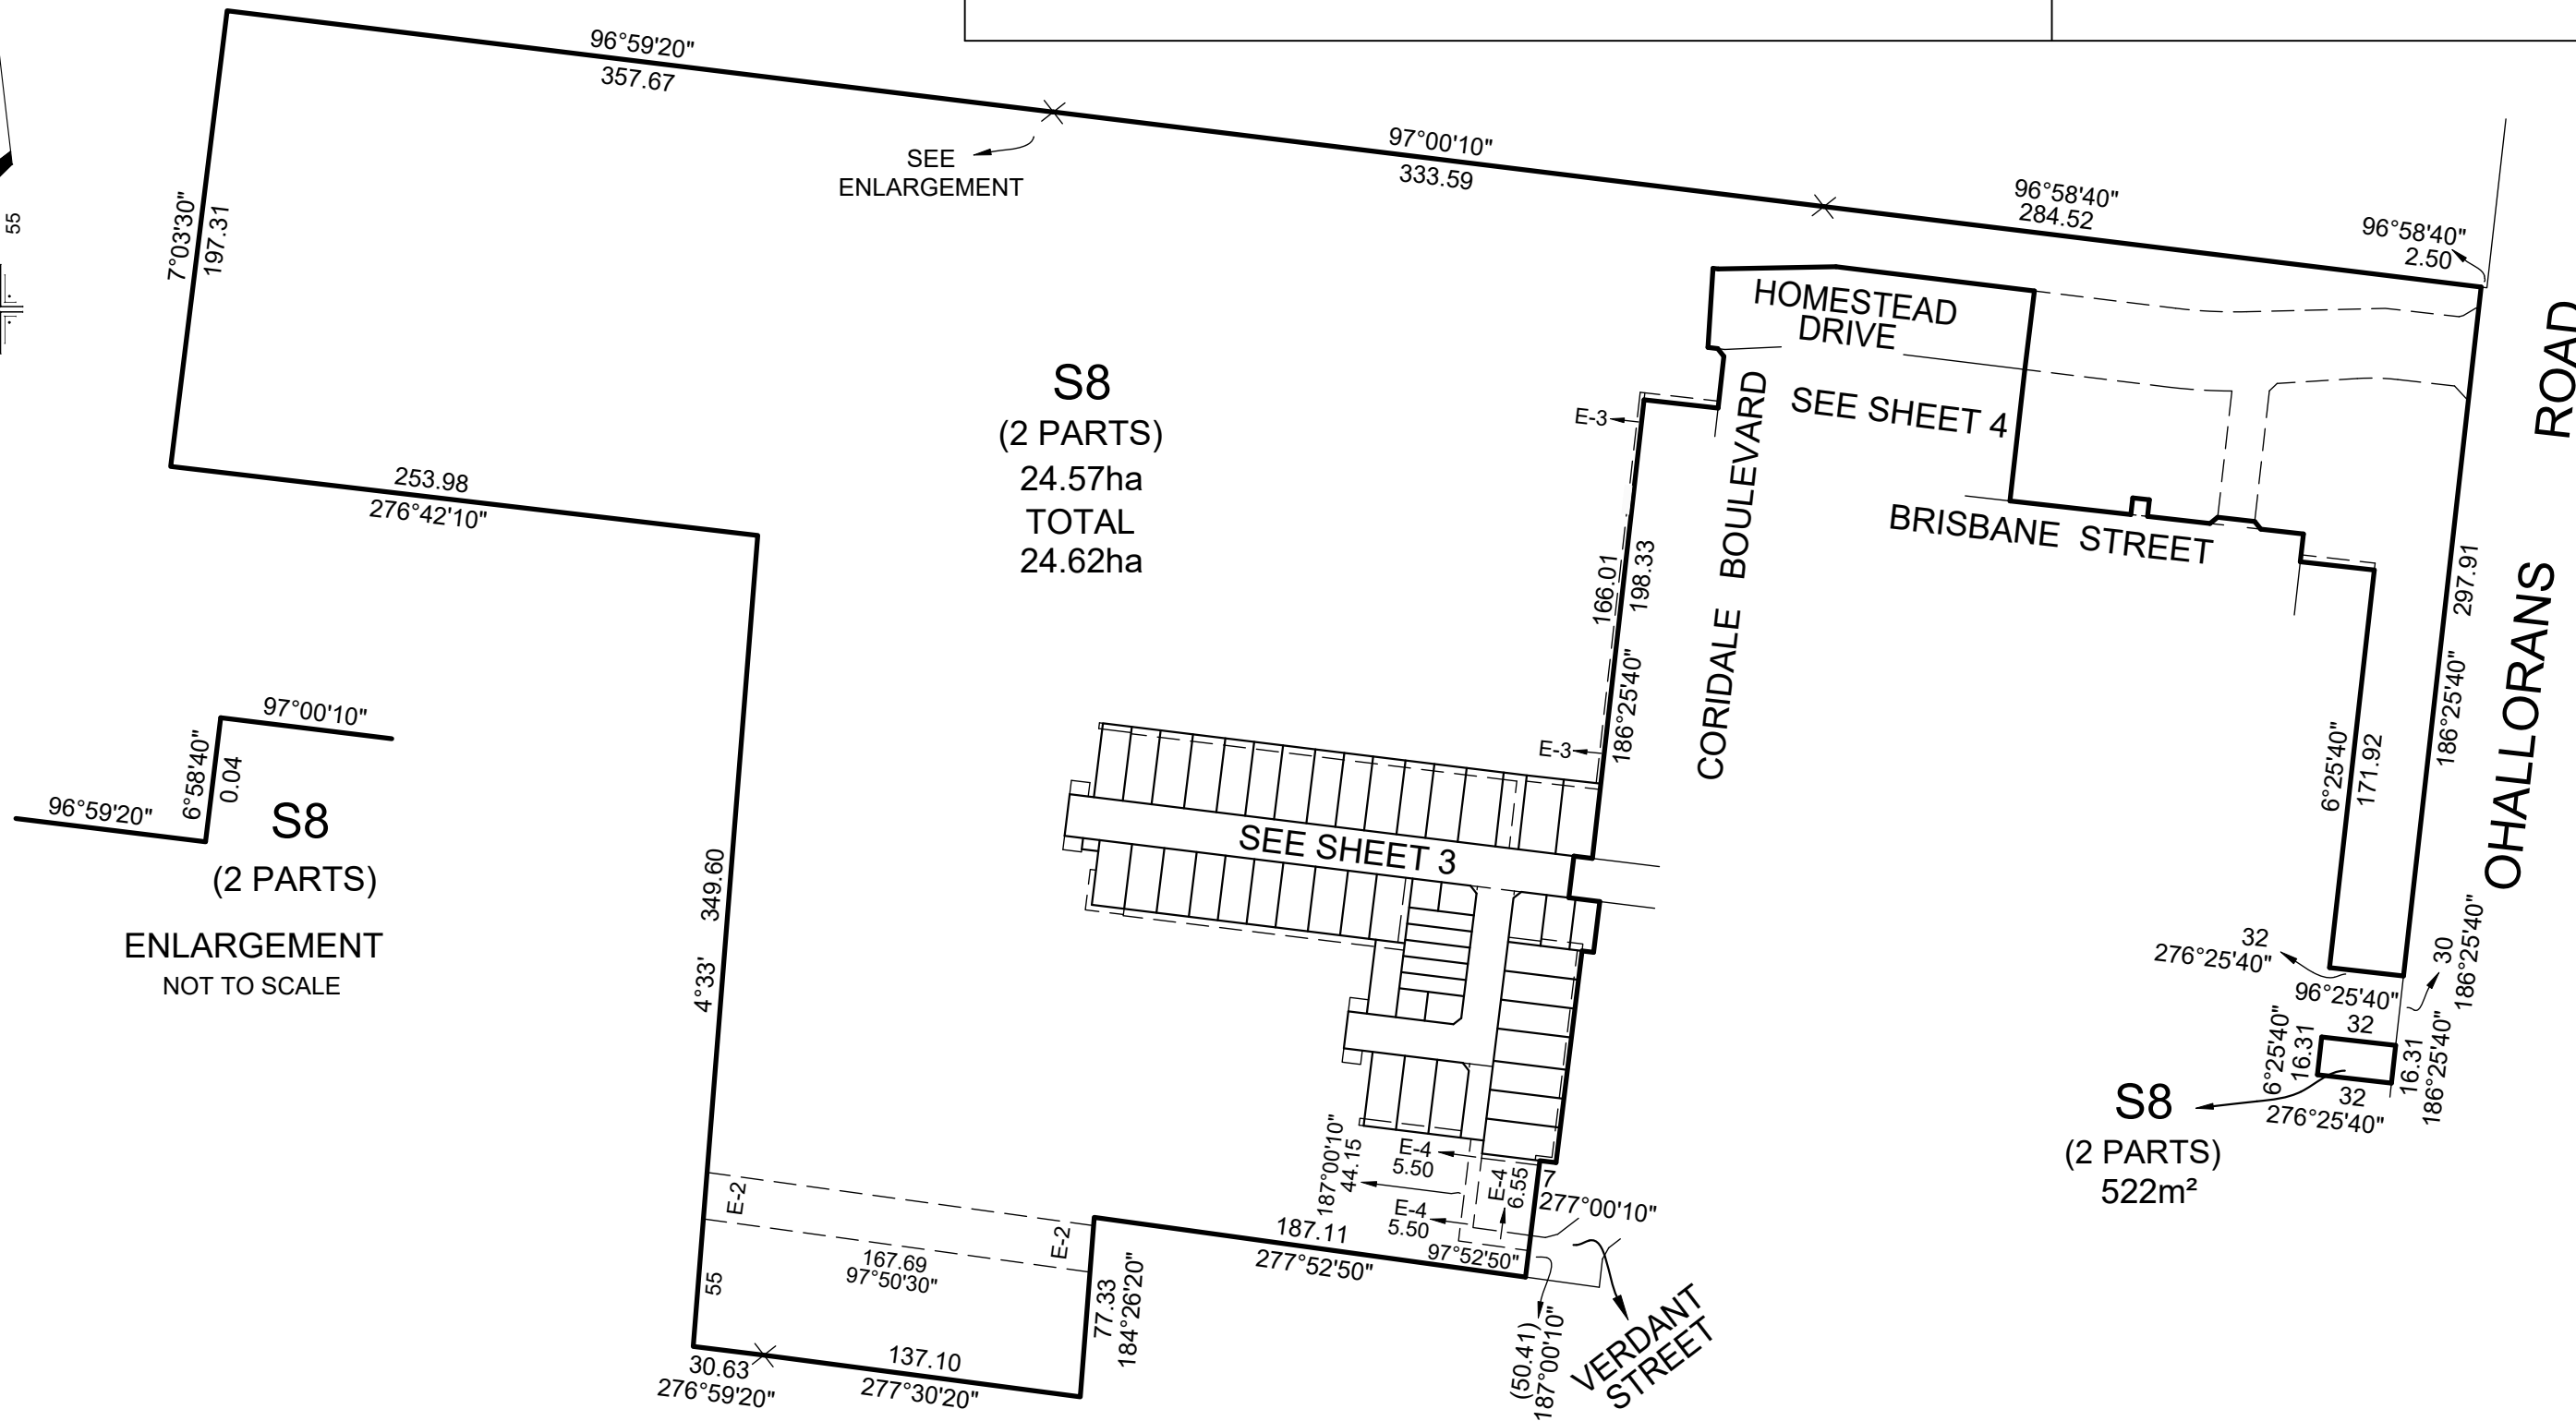 96°59'20"
357.67
SEE
ENLARGEMENT
97°00'10"
333.59
96°58'40"
284.52
96°58'40"
2.50
55
7°03'30"
197.31
253.98
276°42'10"
S8
(2 PARTS)
24.57ha
TOTAL
24.62ha
HOMESTEAD
DRIVE
SEE SHEET 4
E-3
CORIDALE BOULEVARD
BRISBANE STREET
166.01
198.33
186°25'40"
E-3
OHALLORANS ROAD
297.91
186°25'40"
6°25'40"
171.92
97°00'10"
6°58'40"
0.04
96°59'20"
S8
(2 PARTS)
ENLARGEMENT
NOT TO SCALE
349.60
4°33'
SEE SHEET 3
32
276°25'40"
96°25'40"
32
30
186°25'40"
6°25'40"
16.31
16.31
186°25'40"
32
276°25'40"
S8
(2 PARTS)
522m²
187°00'10"
44.15
E-4
5.50
E-4
6.55
E-4
5.50
7
277°00'10"
E-2
E-2
167.69
97°50'30"
55
187.11
277°52'50"
97°52'50"
77.33
184°26'20"
30.63
276°59'20"
137.10
277°30'20"
(50.41)
187°00'10"
VERDANT
STREET